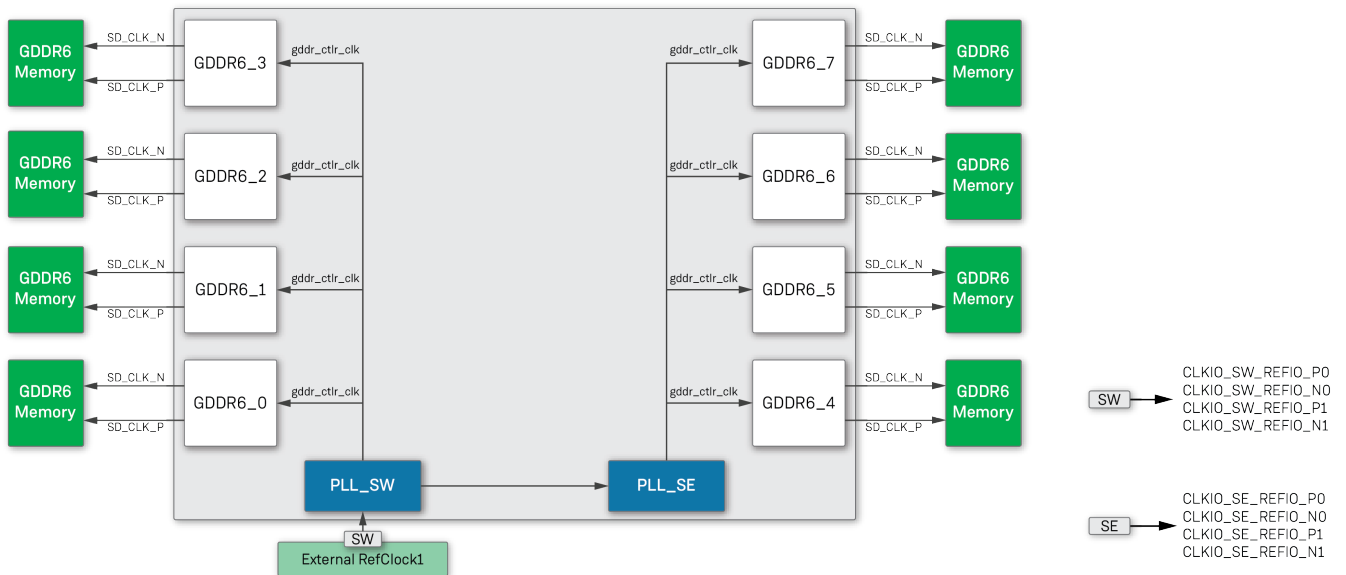 GDDR6
Memory
SD_CLK_N
SD_CLK_P
GDDR6_3
gddr_ctlr_clk
gddr_ctlr_clk
GDDR6_7
SD_CLK_N
SD_CLK_P
GDDR6
Memory
GDDR6
Memory
SD_CLK_N
SD_CLK_P
GDDR6_2
gddr_ctlr_clk
gddr_ctlr_clk
GDDR6_6
SD_CLK_N
SD_CLK_P
GDDR6
Memory
GDDR6
Memory
SD_CLK_N
SD_CLK_P
GDDR6_1
gddr_ctlr_clk
gddr_ctlr_clk
GDDR6_5
SD_CLK_N
SD_CLK_P
GDDR6
Memory
GDDR6
Memory
SD_CLK_N
SD_CLK_P
GDDR6_0
gddr_ctlr_clk
gddr_ctlr_clk
GDDR6_4
SD_CLK_N
SD_CLK_P
GDDR6
Memory
PLL_SW
PLL_SE
SW
External RefClock1
SW
CLKIO_SW_REFIO_P0
CLKIO_SW_REFIO_N0
CLKIO_SW_REFIO_P1
CLKIO_SW_REFIO_N1
SE
CLKIO_SE_REFIO_P0
CLKIO_SE_REFIO_N0
CLKIO_SE_REFIO_P1
CLKIO_SE_REFIO_N1